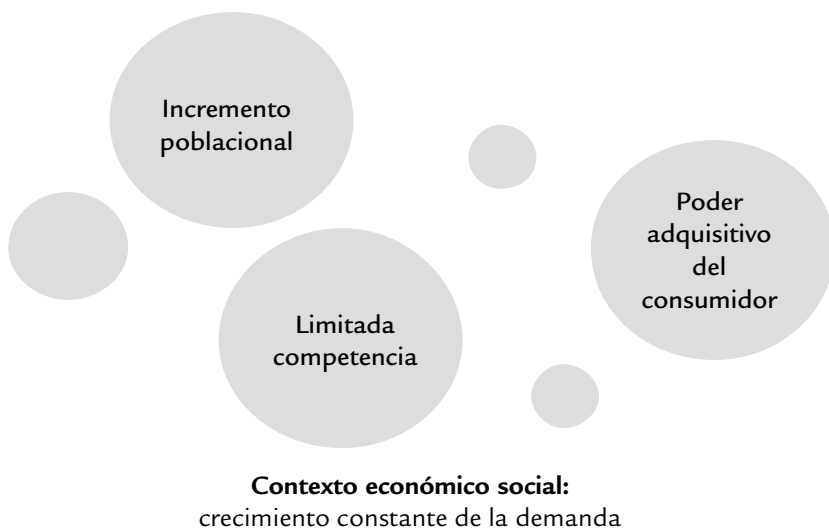 Incremento
poblacional
Poder
adquisitivo
del
consumidor
Limitada
competencia
Contexto económico social:
crecimiento constante de la demanda